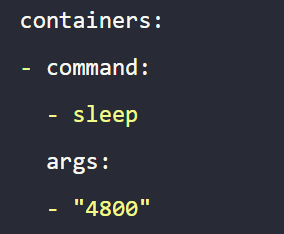 containers:
- command:
  - sleep
  args:
  - "4800"